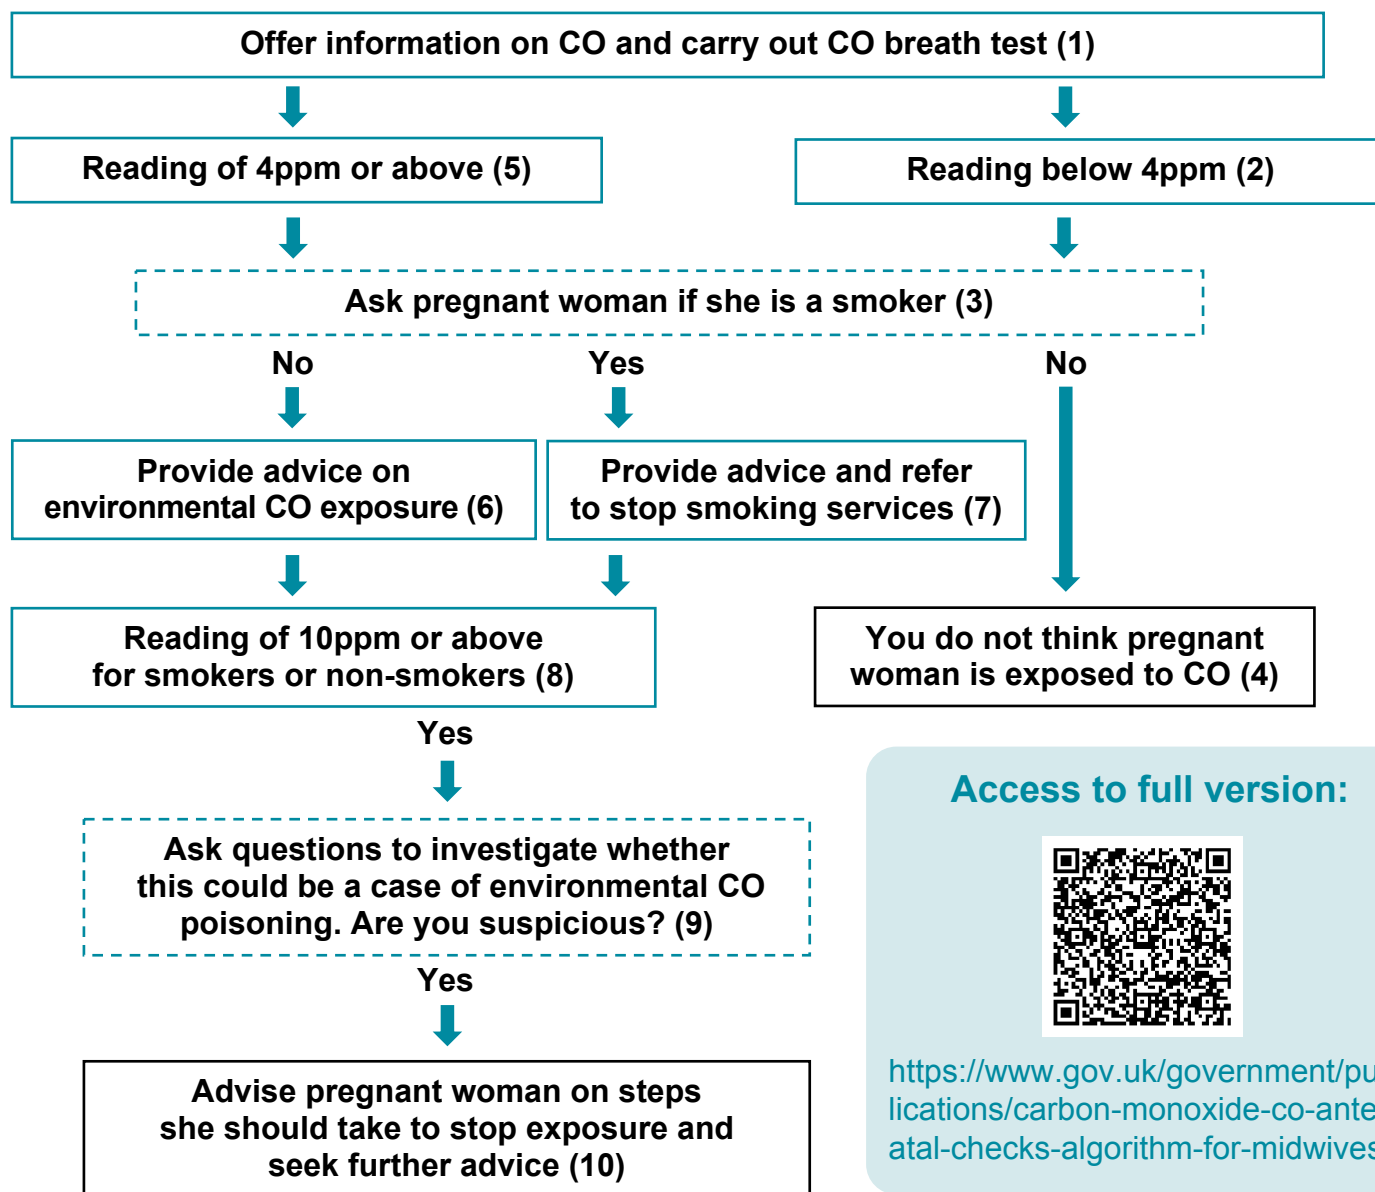 Offer information on CO and carry out CO breath test (1)
Reading of 4ppm or above (5)
Reading below 4ppm (2)
Ask pregnant woman if she is a smoker (3)
No
Yes
No
Provide advice on
environmental CO exposure (6)
Provide advice and refer
to stop smoking services (7)
Reading of 10ppm or above
for smokers or non-smokers (8)
You do not think pregnant
woman is exposed to CO (4)
Yes
Ask questions to investigate whether
this could be a case of environmental CO
poisoning. Are you suspicious? (9)
Yes
Advise pregnant woman on steps
she should take to stop exposure and
seek further advice (10)
Access to full version:
https://www.gov.uk/government/pu
lications/carbon-monoxide-co-ante
atal-checks-algorithm-for-midwives